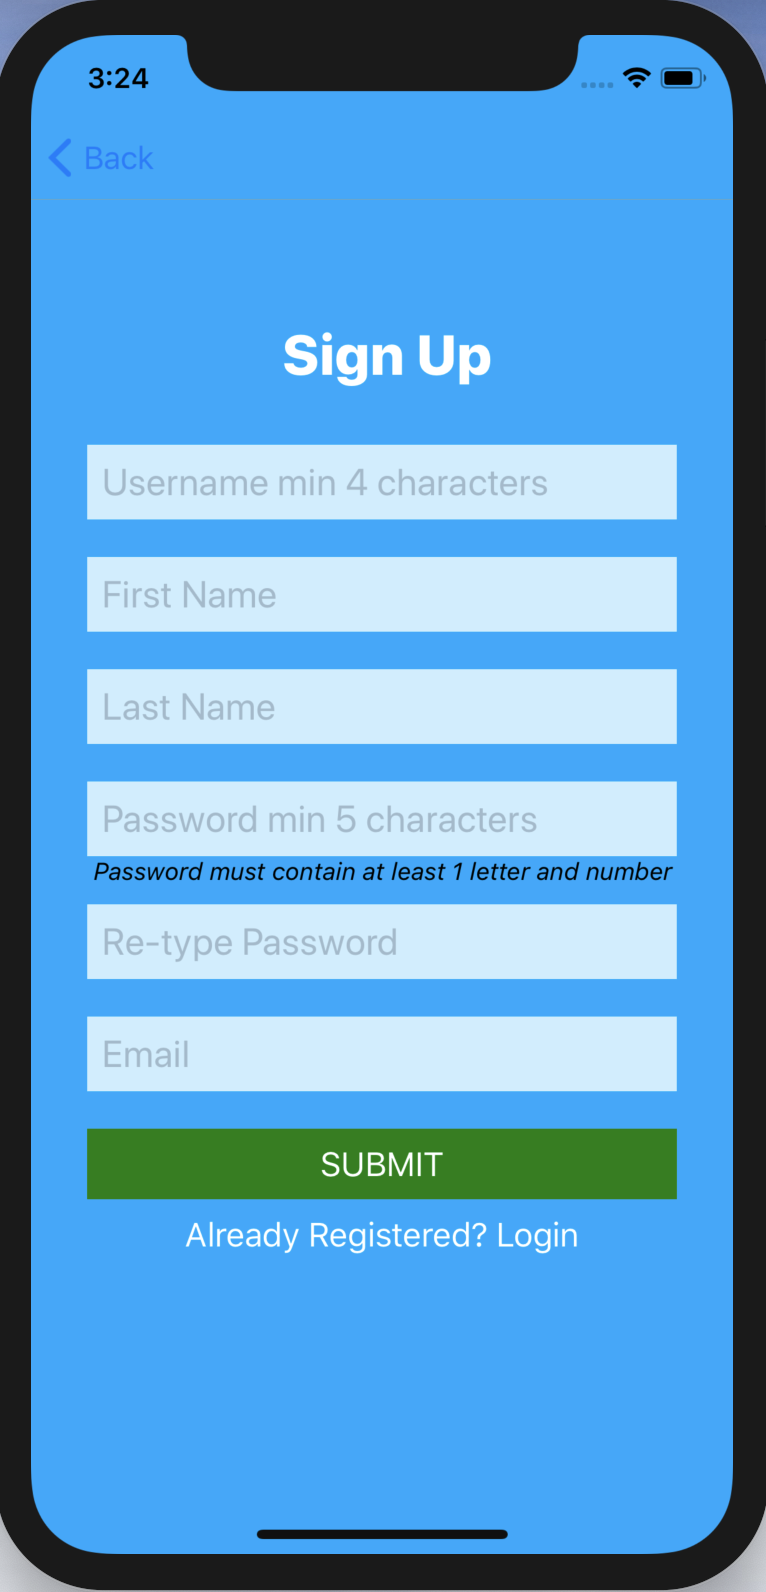 3:24
Back
Sign Up
Username min 4 characters
First Name
Last Name
Password min 5 characters
Password must contain at least 1 letter and number
Re-type Password
Email
SUBMIT
Already Registered? Login